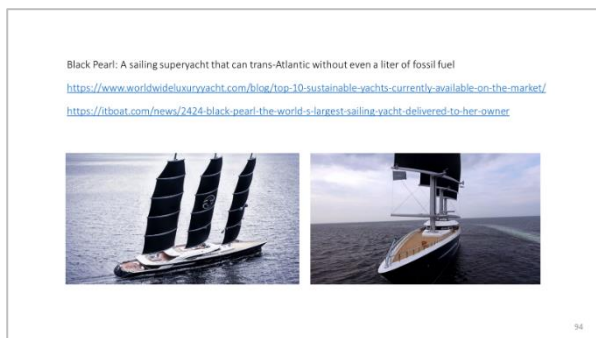 Black Pearl: A sailing superyacht that can trans-Atlantic without even a liter of fossil fuel
https://www.worldwideluxuryyacht.com/blog/top-10-sustainable-yachts-currently-available-on-the-market/
https://itboat.com/news/2424-black-pearl-the-world-s-largest-sailing-yacht-delivered-to-her-owner
94